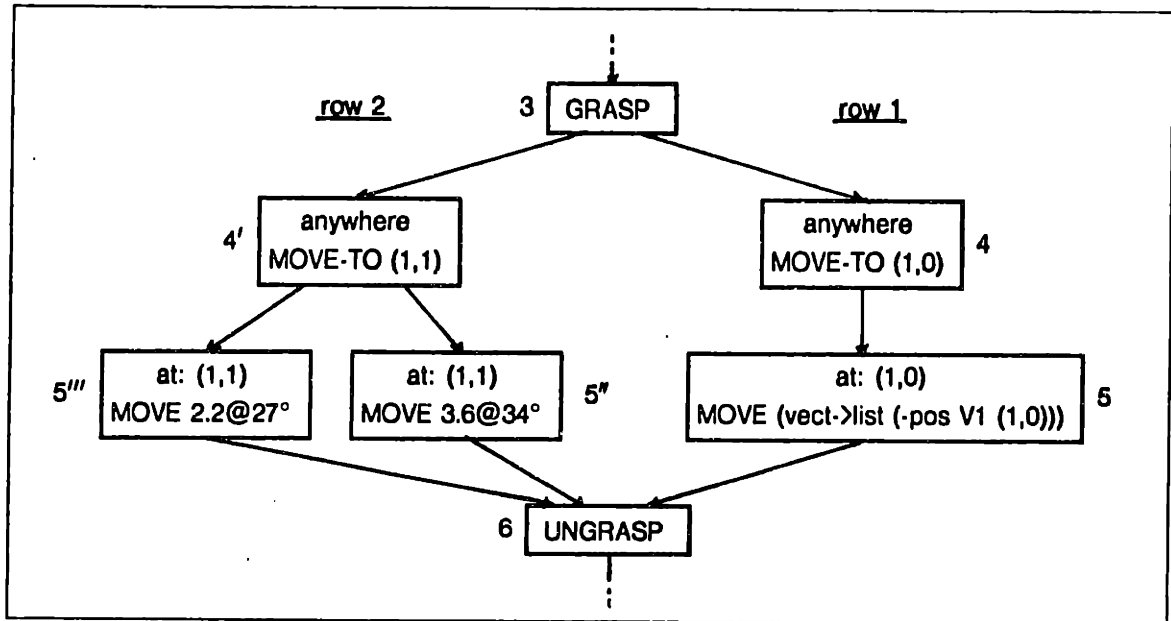 row 2
3
GRASP
row 1
4'
anywhere
MOVE-TO (1,1)
anywhere
MOVE-TO (1,0)
4
5'''
at: (1,1)
MOVE 2.2@27°
at: (1,1)
MOVE 3.6@34°
5''
at: (1,0)
MOVE (vect->list (-pos V1 (1,0)))
5
6
UNGRASP